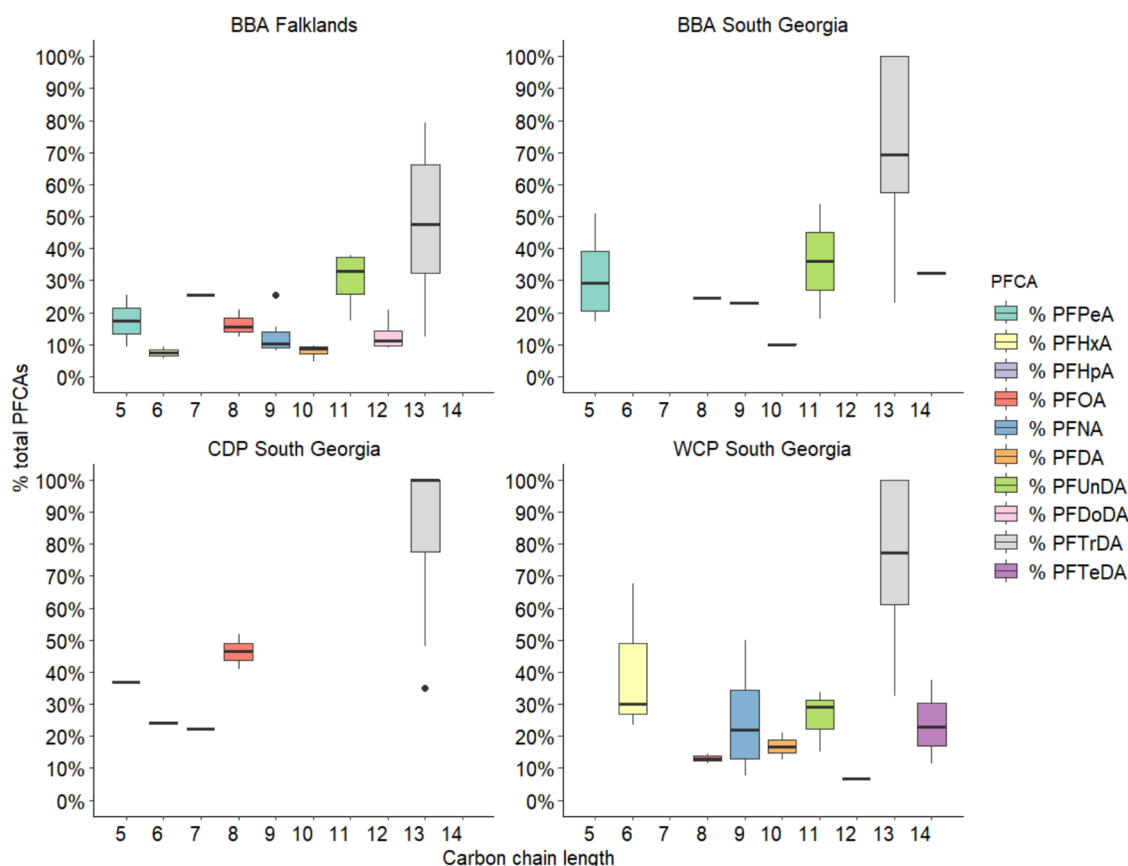 BBA Falklands
BBA South Georgia
100%
90%
80%
70%
60%
50%
40%
30%
20%
10%
0%
5 6 7 8 9 10 11 12 13 14
100%
90%
80%
70%
60%
50%
40%
30%
20%
10%
0%
5 6 7 8 9 10 11 12 13 14
% total PFCAs
CDP South Georgia
WCP South Georgia
100%
90%
80%
70%
60%
50%
40%
30%
20%
10%
0%
5 6 7 8 9 10 11 12 13 14
100%
90%
80%
70%
60%
50%
40%
30%
20%
10%
0%
5 6 7 8 9 10 11 12 13 14
Carbon chain length
PFCA
% PFPeA
% PFHxA
% PFHpA
% PFOA
% PFNA
% PFDA
% PFUnDA
% PFDoDA
% PFTrDA
% PFTeDA